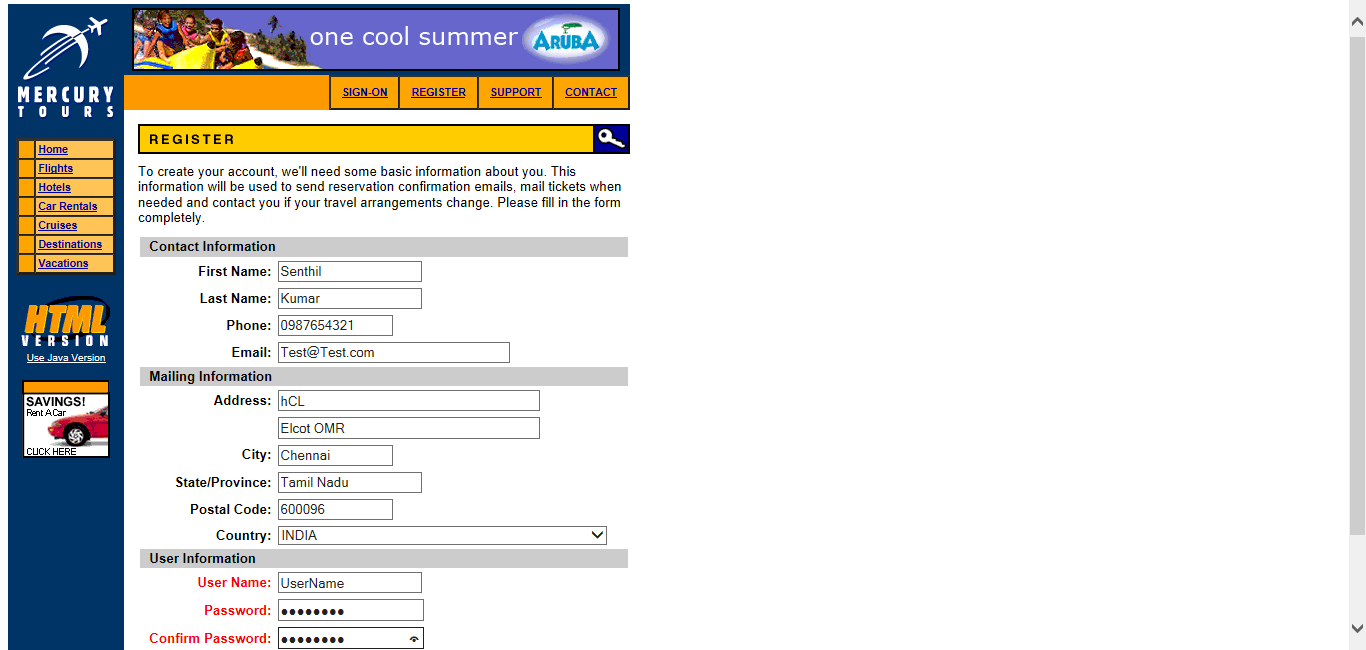 MERCURY
TOURS
one cool summer ARUBA
SIGN-ON REGISTER SUPPORT CONTACT
Home
Flights
Hotels
Car Rentals
Cruises
Destinations
Vacations
HTML
VERSION
Use Java Version
SAVINGS!
Rent A Car
CLICK HERE
REGISTER
To create your account, we'll need some basic information about you. This
information will be used to send reservation confirmation emails, mail tickets when
needed and contact you if your travel arrangements change. Please fill in the form
completely.
Contact Information
First Name: Senthil
Last Name: Kumar
Phone: 0987654321
Email: Test@Test.com
Mailing Information
Address: hCL
Elcot OMR
City: Chennai
State/Province: Tamil Nadu
Postal Code: 600096
Country: INDIA
User Information
User Name: UserName
Password: ●●●●●●●●
Confirm Password: ●●●●●●●●